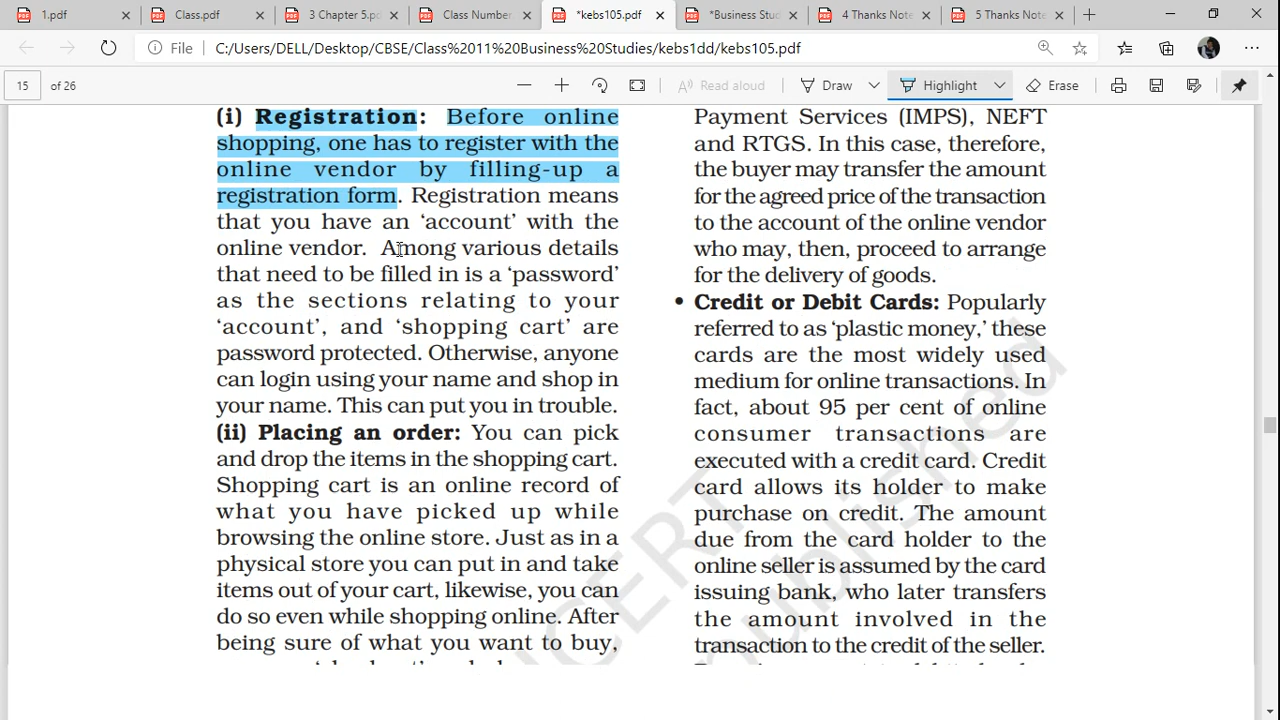 1.pdf
Class.pdf
3 Chapter 5.pd
Class Number
*kebs105.pdf
*Business Stu
4 Thanks Note
5 Thanks Note
File
C:/Users/DELL/Desktop/CBSE/Class%2011%20Business%20Studies/kebs1dd/kebs105.pdf
15 of 26
Read aloud
Draw
Highlight
Erase
(i) Registration: Before online
shopping, one has to register with the
online vendor by filling-up a
registration form. Registration means
that you have an ‘account’ with the
online vendor. Among various details
that need to be filled in is a ‘password’
as the sections relating to your
‘account’, and ‘shopping cart’ are
password protected. Otherwise, anyone
can login using your name and shop in
your name. This can put you in trouble.
(ii) Placing an order: You can pick
and drop the items in the shopping cart.
Shopping cart is an online record of
what you have picked up while
browsing the online store. Just as in a
physical store you can put in and take
items out of your cart, likewise, you can
do so even while shopping online. After
being sure of what you want to buy,
Payment Services (IMPS), NEFT
and RTGS. In this case, therefore,
the buyer may transfer the amount
for the agreed price of the transaction
to the account of the online vendor
who may, then, proceed to arrange
for the delivery of goods.
• Credit or Debit Cards: Popularly
referred to as ‘plastic money,’ these
cards are the most widely used
medium for online transactions. In
fact, about 95 per cent of online
consumer transactions are
executed with a credit card. Credit
card allows its holder to make
purchase on credit. The amount
due from the card holder to the
online seller is assumed by the card
issuing bank, who later transfers
the amount involved in the
transaction to the credit of the seller.
NCERT
published